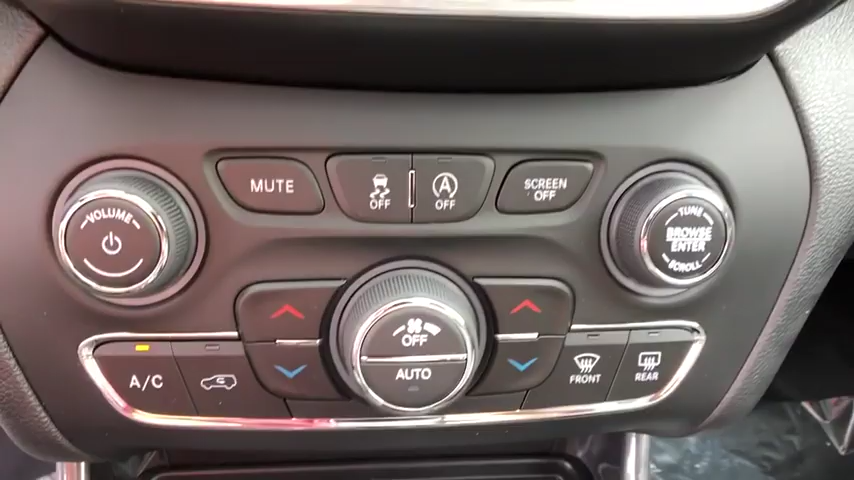 VOLUME
MUTE
OFF
A
OFF
SCREEN
OFF
TUNE
BROWSE
ENTER
SCROLL
OFF
AUTO
A/C
FRONT
REAR